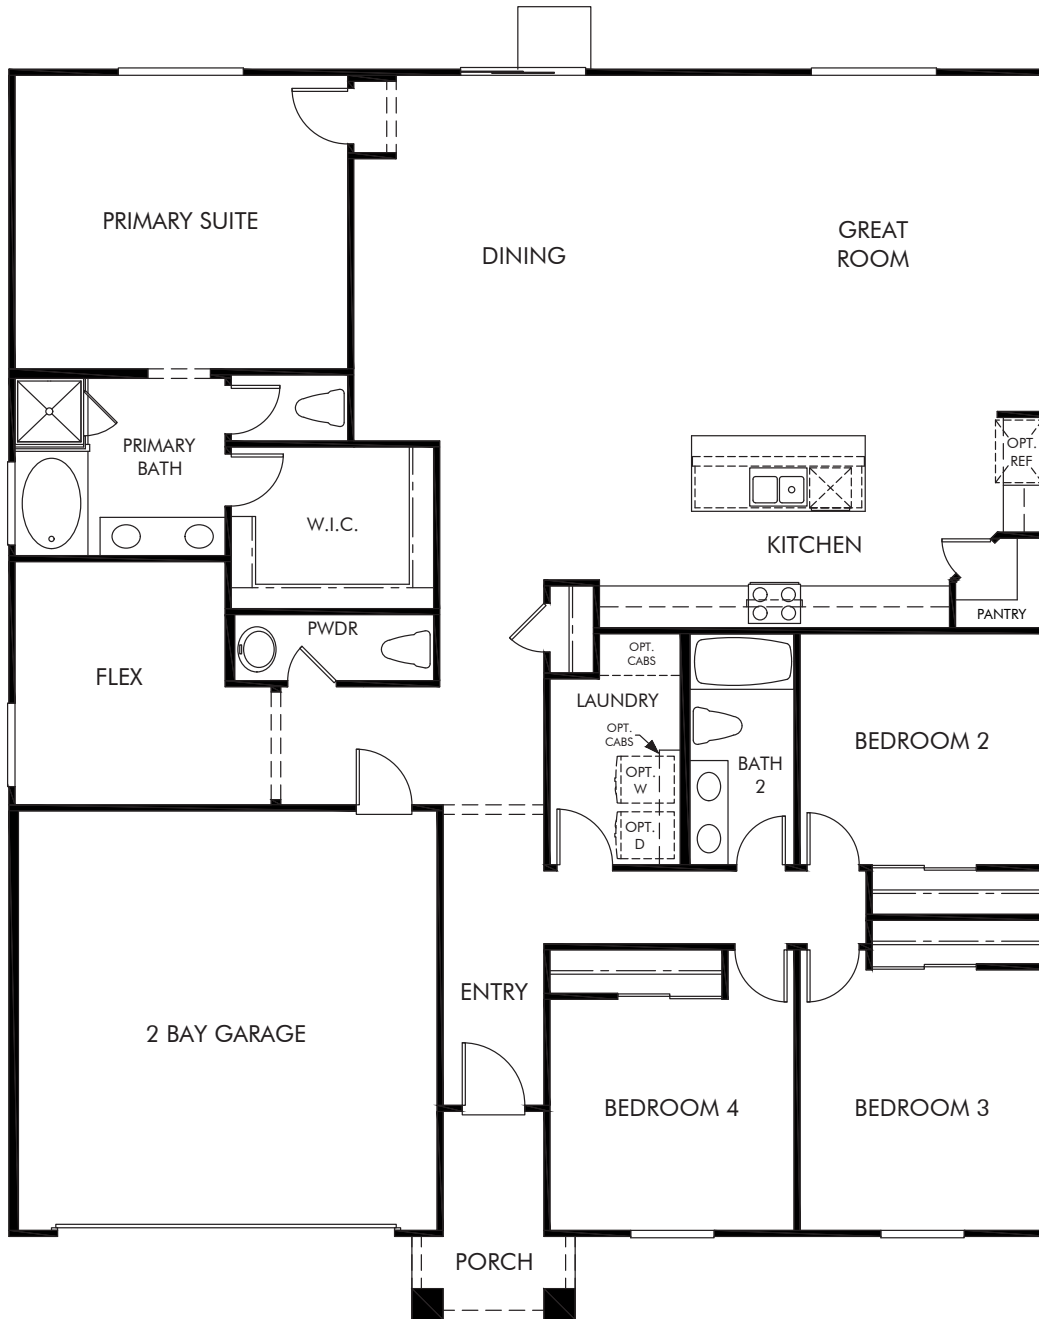 PRIMARY SUITE
DINING
GREAT
ROOM
PRIMARY
BATH
W.I.C.
OPT.
REF
KITCHEN
PANTRY
PWDR
FLEX
OPT.
CABS
LAUNDRY
OPT.
CABS
OPT.
W
OPT.
D
BATH
2
BEDROOM 2
ENTRY
2 BAY GARAGE
BEDROOM 4
BEDROOM 3
PORCH